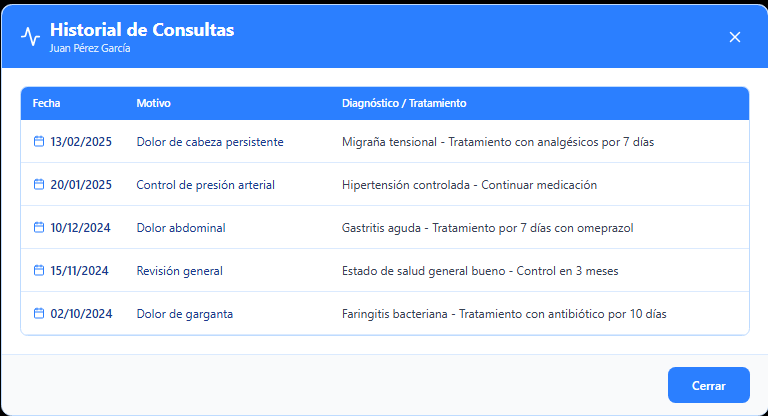 Historial de Consultas
Juan Pérez García
Fecha Motivo Diagnóstico / Tratamiento
13/02/2025 Dolor de cabeza persistente Migraña tensional - Tratamiento con analgésicos por 7 días
20/01/2025 Control de presión arterial Hipertensión controlada - Continuar medicación
10/12/2024 Dolor abdominal Gastritis aguda - Tratamiento por 7 días con omeprazol
15/11/2024 Revisión general Estado de salud general bueno - Control en 3 meses
02/10/2024 Dolor de garganta Faringitis bacteriana - Tratamiento con antibiótico por 10 días
Cerrar